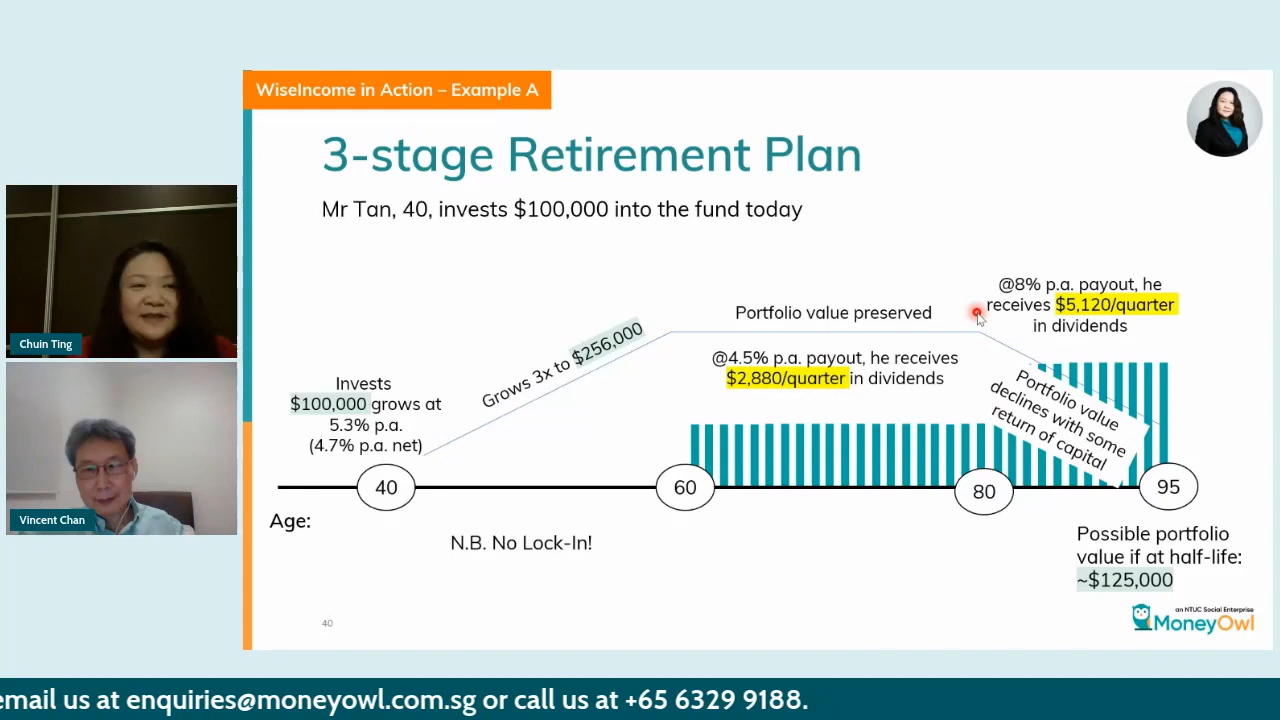 WiseIncome in Action – Example A
3-stage Retirement Plan
Mr Tan, 40, invests $100,000 into the fund today
Invests
$100,000 grows at
5.3% p.a.
(4.7% p.a. net)
Grows 3x to $256,000
Portfolio value preserved
@4.5% p.a. payout, he receives
$2,880/quarter in dividends
@8% p.a. payout, he
receives $5,120/quarter
in dividends
Portfolio value
declines with some
return of capital
40
60
80
95
Age:
N.B. No Lock-In!
Possible portfolio
value if at half-life:
~$125,000
40
an NTUC Social Enterprise
MoneyOwl
Chuin Ting
Vincent Chan
email us at enquiries@moneyowl.com.sg or call us at +65 6329 9188.